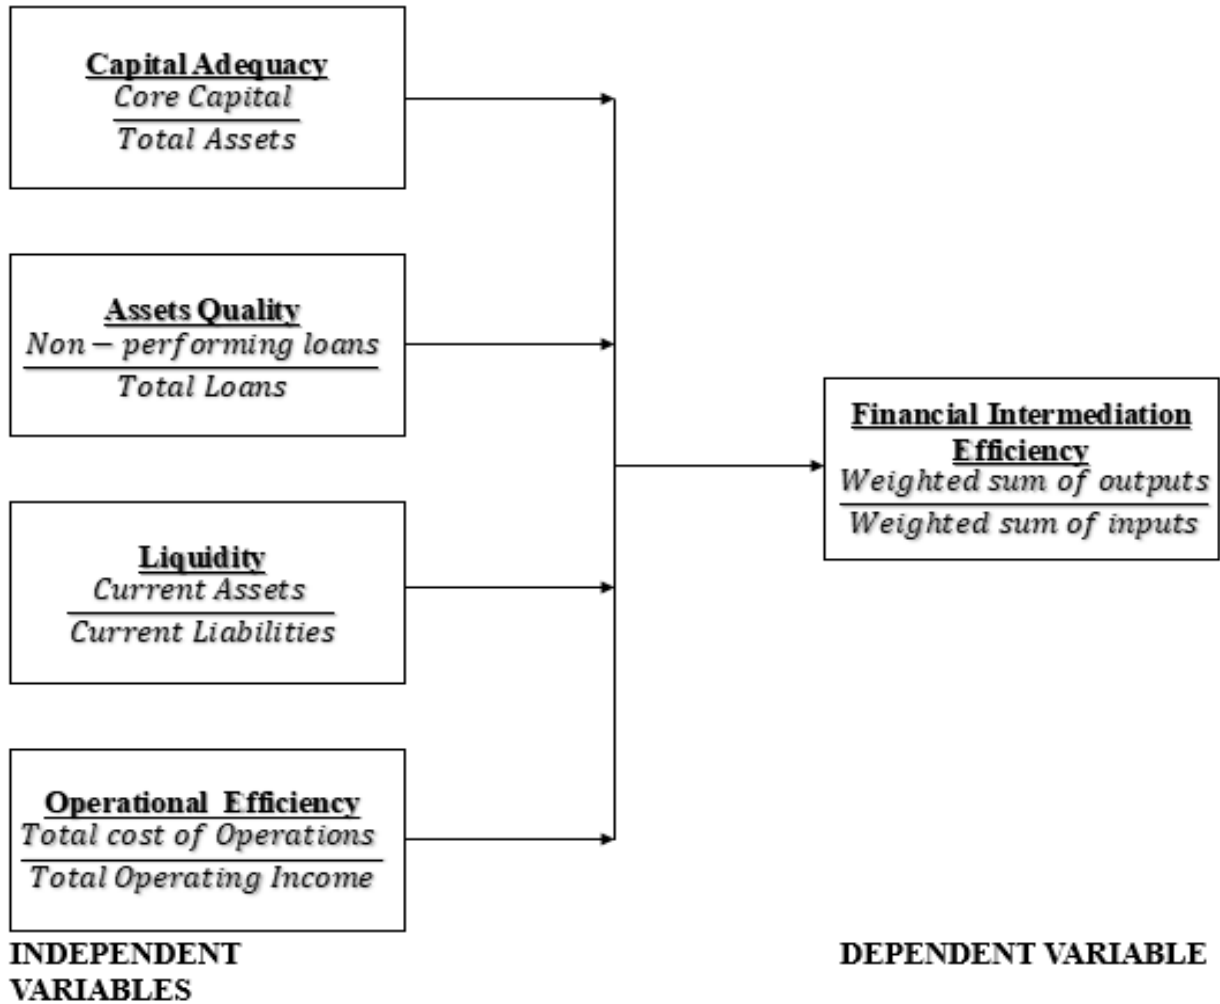 Capital Adequacy
Core Capital
Total Assets
Assets Quality
Non − performing loans
Total Loans
Liquidity
Current Assets
Current Liabilities
Operational Efficiency
Total cost of Operations
Total Operating Income
INDEPENDENT
VARIABLES
Financial Intermediation
Efficiency
Weighted sum of outputs
Weighted sum of inputs
DEPENDENT VARIABLE